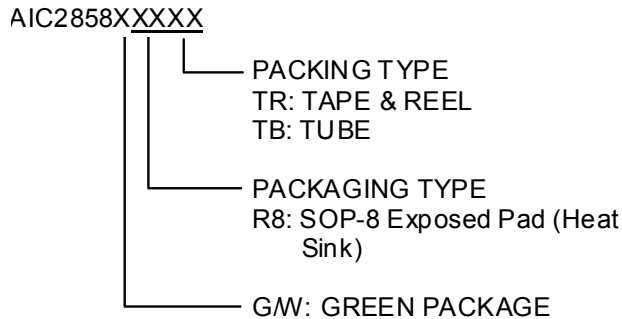 AIC2858XXXXX
PACKING TYPE
TR: TAPE & REEL
TB: TUBE
PACKAGING TYPE
R8: SOP-8 Exposed Pad (Heat
Sink)
G/W: GREEN PACKAGE